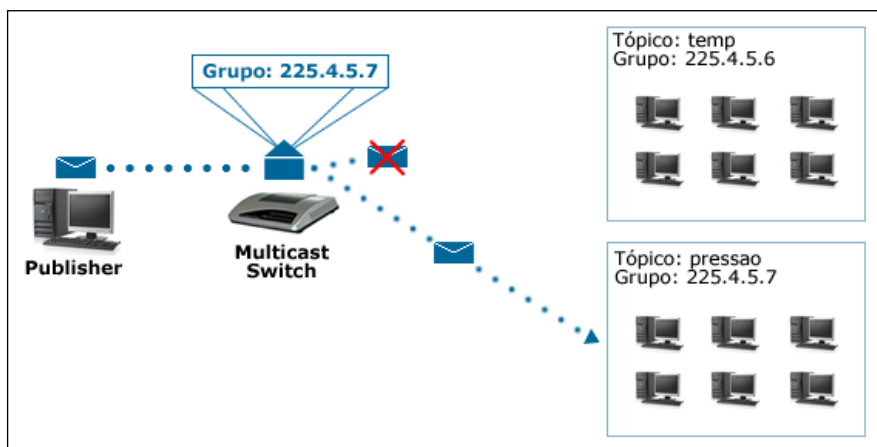 Grupo: 225.4.5.7
Publisher
Multicast
Switch
Tópico: temp
Grupo: 225.4.5.6
Tópico: pressao
Grupo: 225.4.5.7